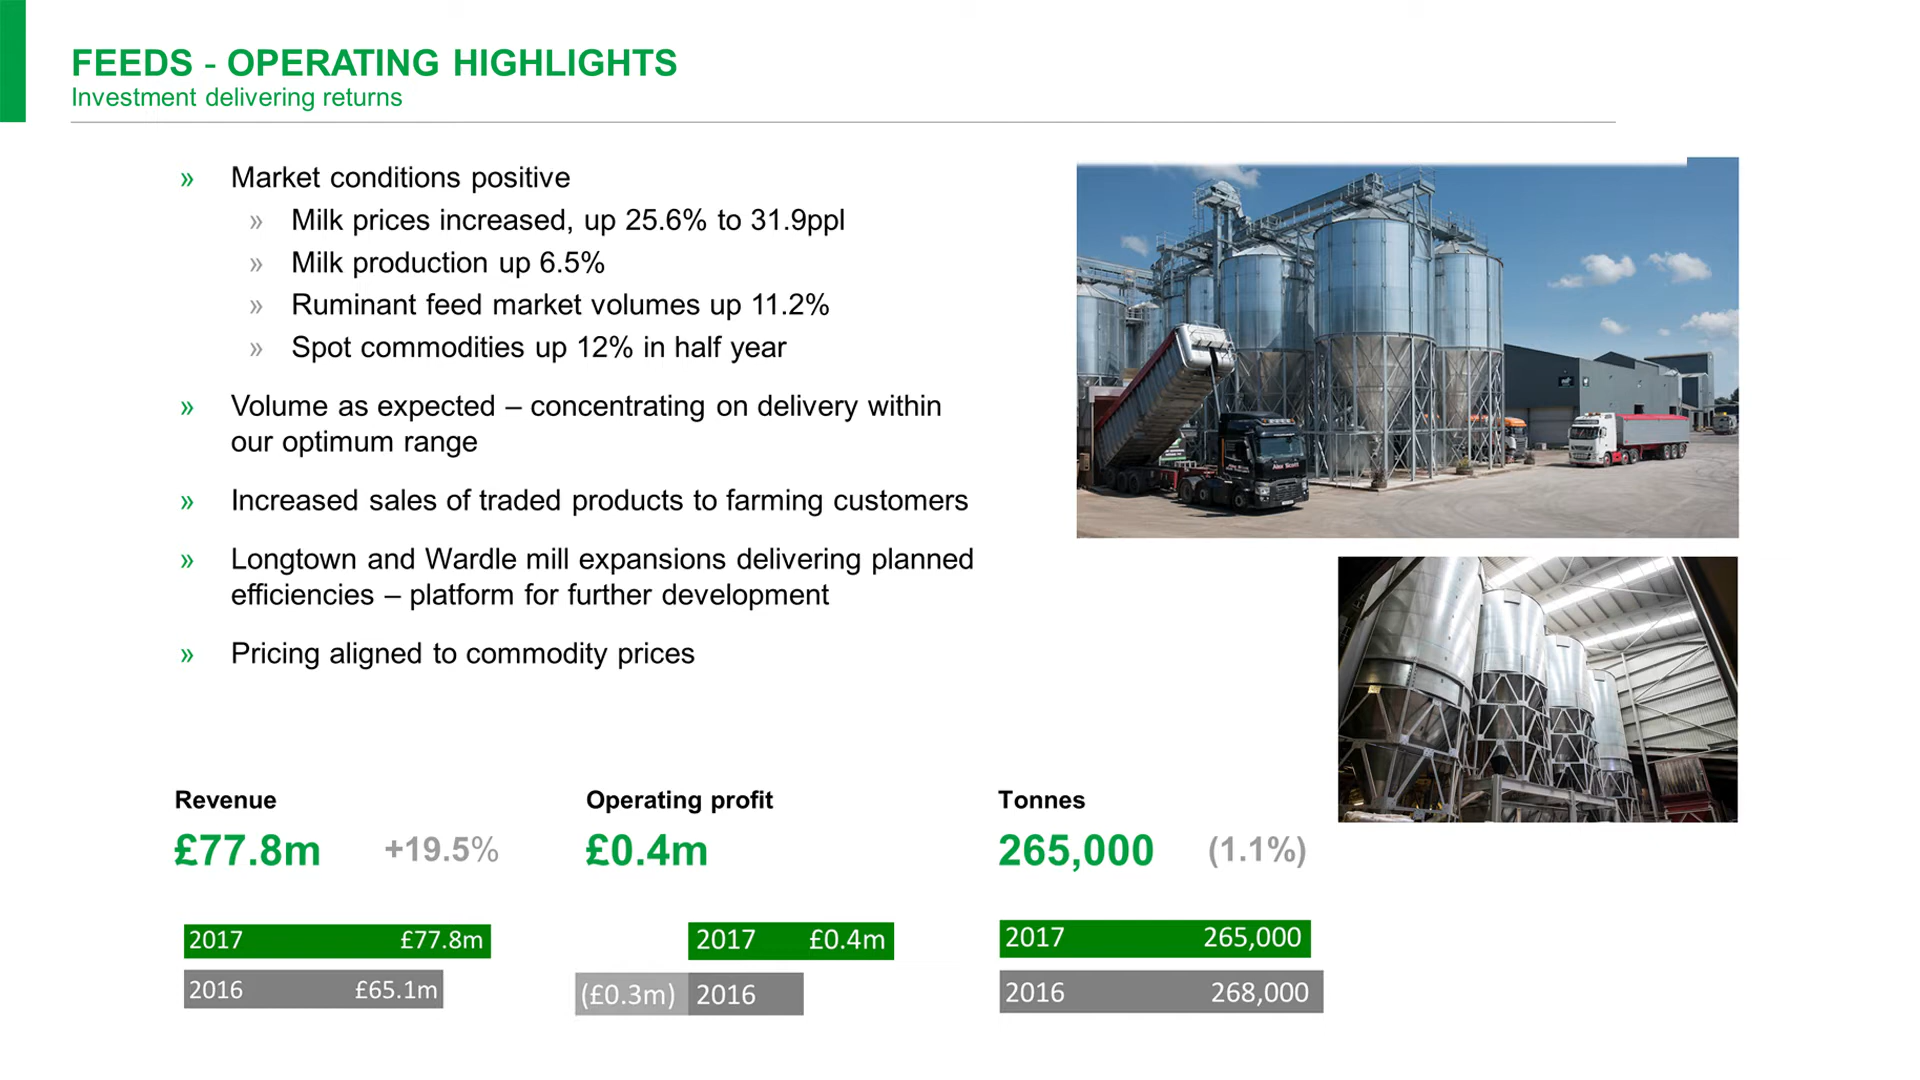 FEEDS - OPERATING HIGHLIGHTS
Investment delivering returns
» Market conditions positive
» Milk prices increased, up 25.6% to 31.9ppl
» Milk production up 6.5%
» Ruminant feed market volumes up 11.2%
» Spot commodities up 12% in half year
» Volume as expected – concentrating on delivery within
our optimum range
» Increased sales of traded products to farming customers
» Longtown and Wardle mill expansions delivering planned
efficiencies – platform for further development
» Pricing aligned to commodity prices
Alex Scott
Revenue
£77.8m +19.5%
2017 £77.8m
2016 £65.1m
Operating profit
£0.4m
2017 £0.4m
(£0.3m) 2016
Tonnes
265,000 (1.1%)
2017 265,000
2016 268,000